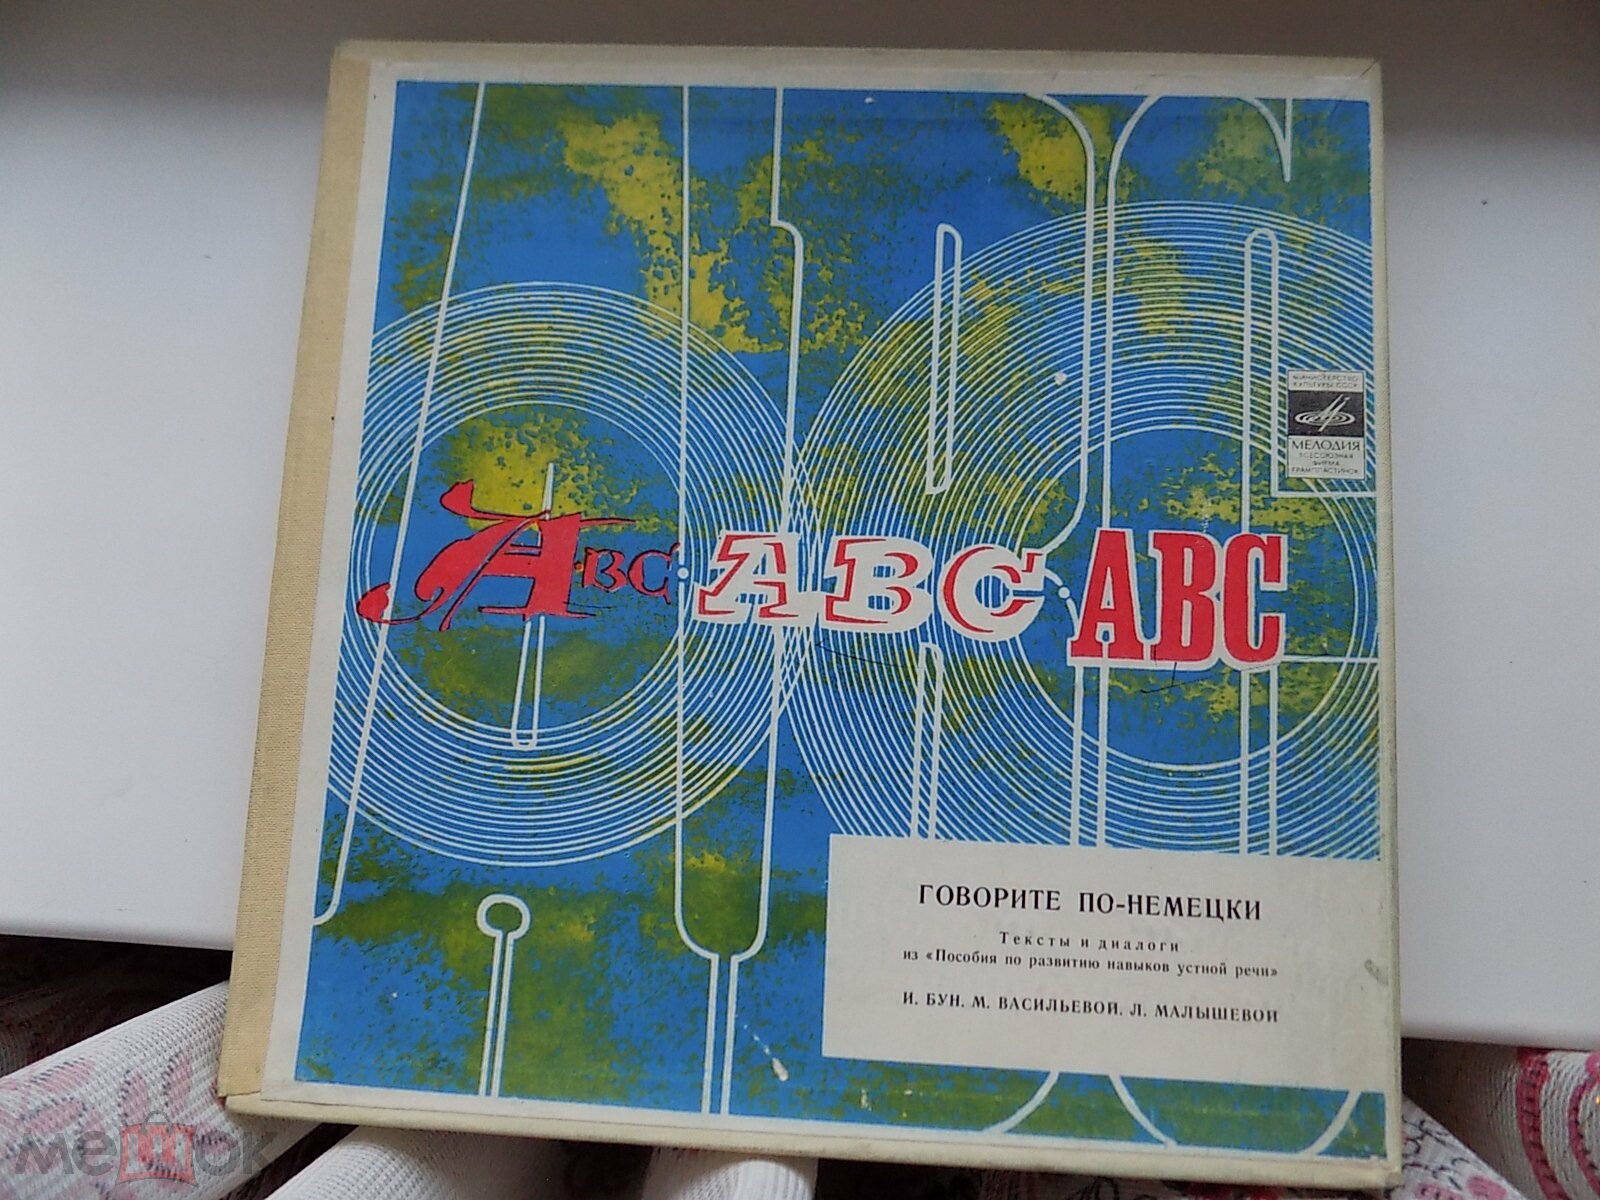 МИНИСТЕРСТВО
КУЛЬТУРЫ СССР
МЕЛОДИЯ
ВСЕСОЮЗНАЯ
ФИРМА
ГРАМПЛАСТИНОК
ABC · ABC · ABC
ГОВОРИТЕ ПО-НЕМЕЦКИ
Тексты и диалоги
из «Пособия по развитию навыков устной речи»
И. БУН, М. ВАСИЛЬЕВОЙ, Л. МАЛЫШЕВОЙ
мешок